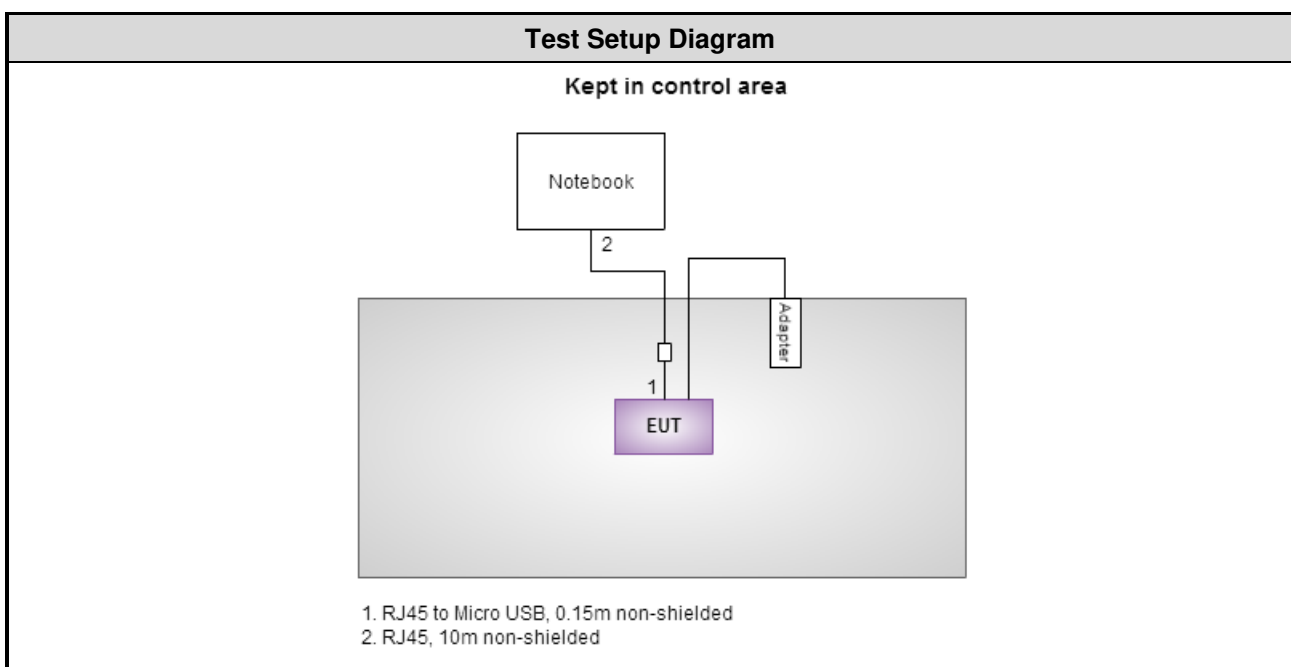 Test Setup Diagram
Kept in control area
Notebook
2
Adapter
1
EUT
1. RJ45 to Micro USB, 0.15m non-shielded
2. RJ45, 10m non-shielded